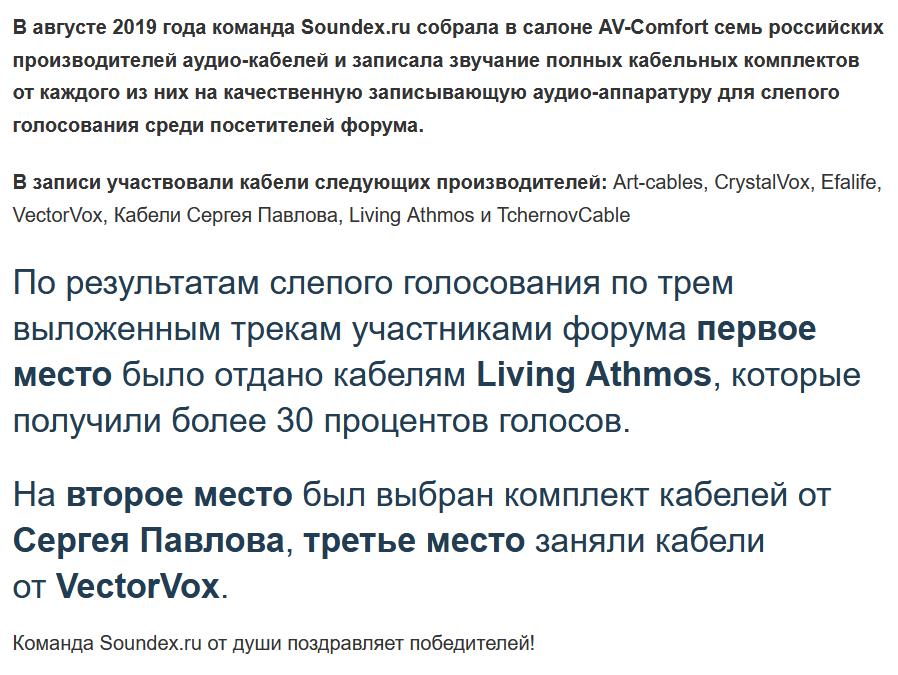 В августе 2019 года команда Soundex.ru собрала в салоне AV-Comfort семь российских
производителей аудио-кабелей и записала звучание полных кабельных комплектов
от каждого из них на качественную записывающую аудио-аппаратуру для слепого
голосования среди посетителей форума.
В записи участвовали кабели следующих производителей: Art-cables, CrystalVox, Efalife,
VectorVox, Кабели Сергея Павлова, Living Athmos и TchernovCable
По результатам слепого голосования по трем
выложенным трекам участниками форума первое
место было отдано кабелям Living Athmos, которые
получили более 30 процентов голосов.
На второе место был выбран комплект кабелей от
Сергея Павлова, третье место заняли кабели
от VectorVox.
Команда Soundex.ru от души поздравляет победителей!